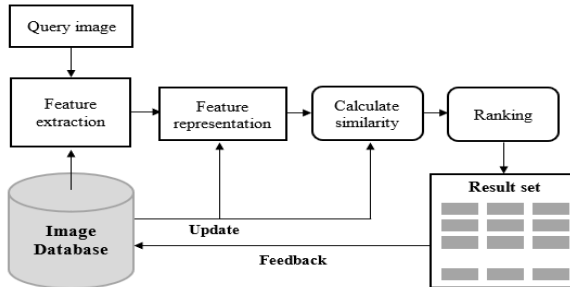 Query image
Feature
extraction
Feature
representation
Calculate
similarity
Ranking
Result set
Image
Database
Update
Feedback